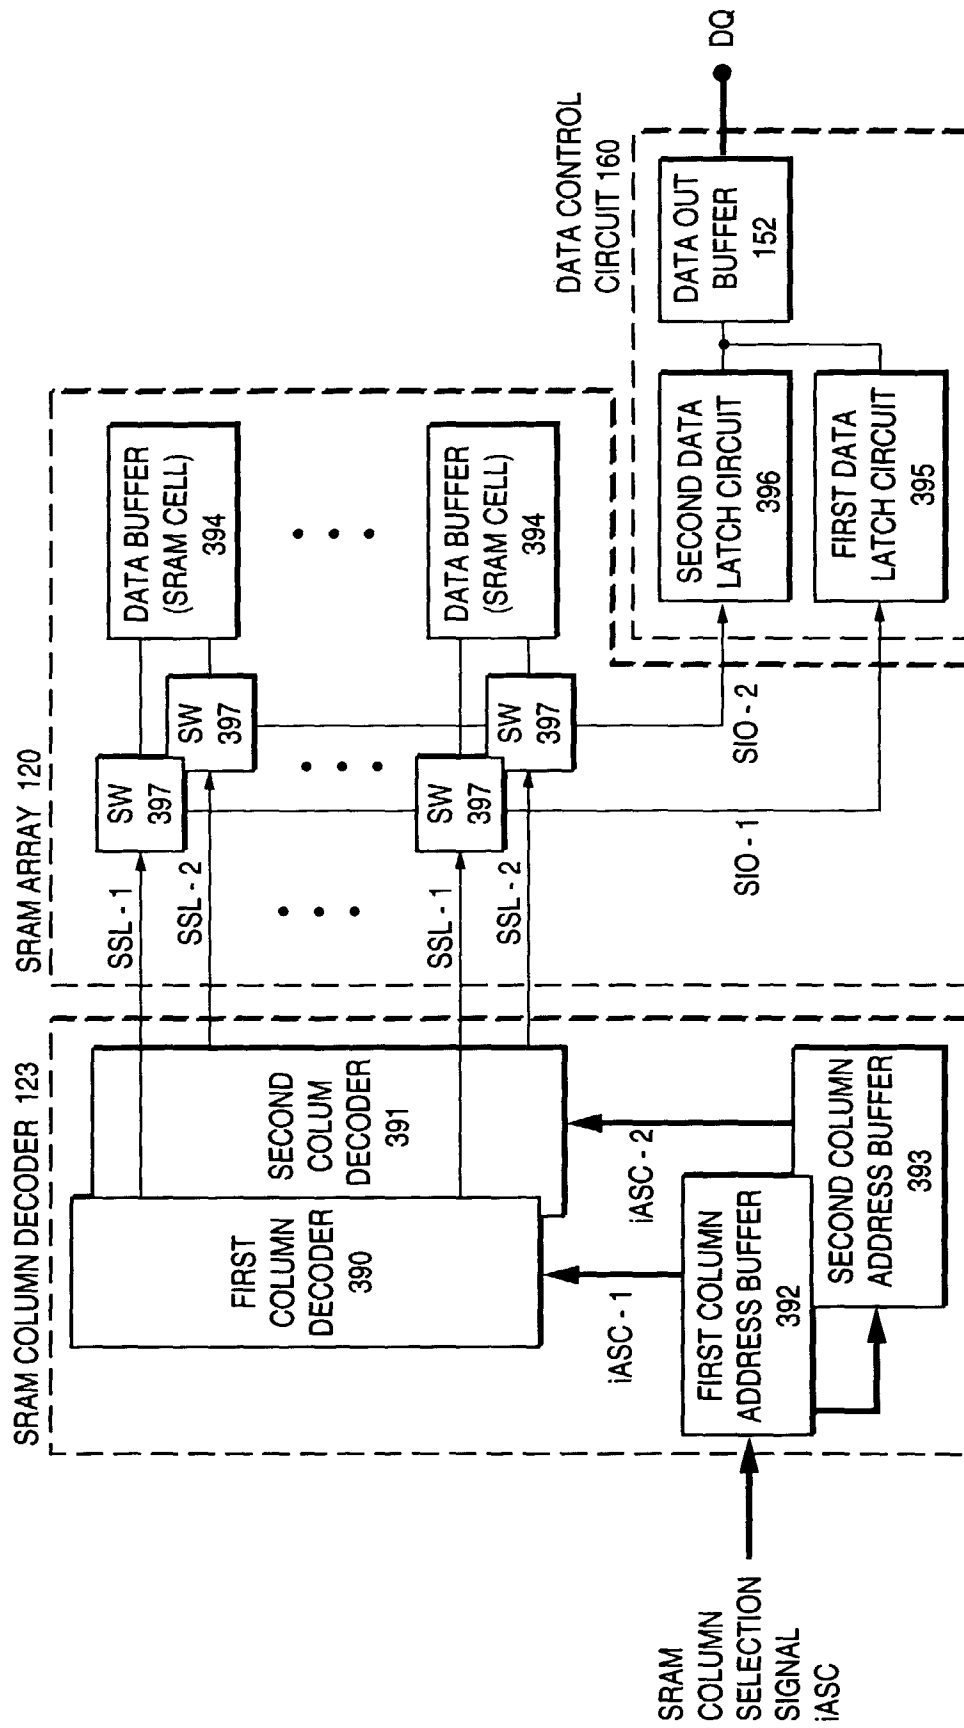 SRAM COLUMN DECODER 123
FIRST
COLUMN
DECODER
390
SECOND
COLUM
DECODER
391
iASC - 1
iASC - 2
FIRST COLUMN
ADDRESS BUFFER
392
SECOND COLUMN
ADDRESS BUFFER
393
SRAM
COLUMN
SELECTION
SIGNAL
iASC
SRAM ARRAY 120
SSL - 1
SSL - 2
SW
397
SW
397
DATA BUFFER
(SRAM CELL)
394
SSL - 1
SSL - 2
SW
397
SW
397
DATA BUFFER
(SRAM CELL)
394
SIO - 1
SIO - 2
DATA CONTROL
CIRCUIT 160
SECOND DATA
LATCH CIRCUIT
396
FIRST DATA
LATCH CIRCUIT
395
DATA OUT
BUFFER
152
DQ